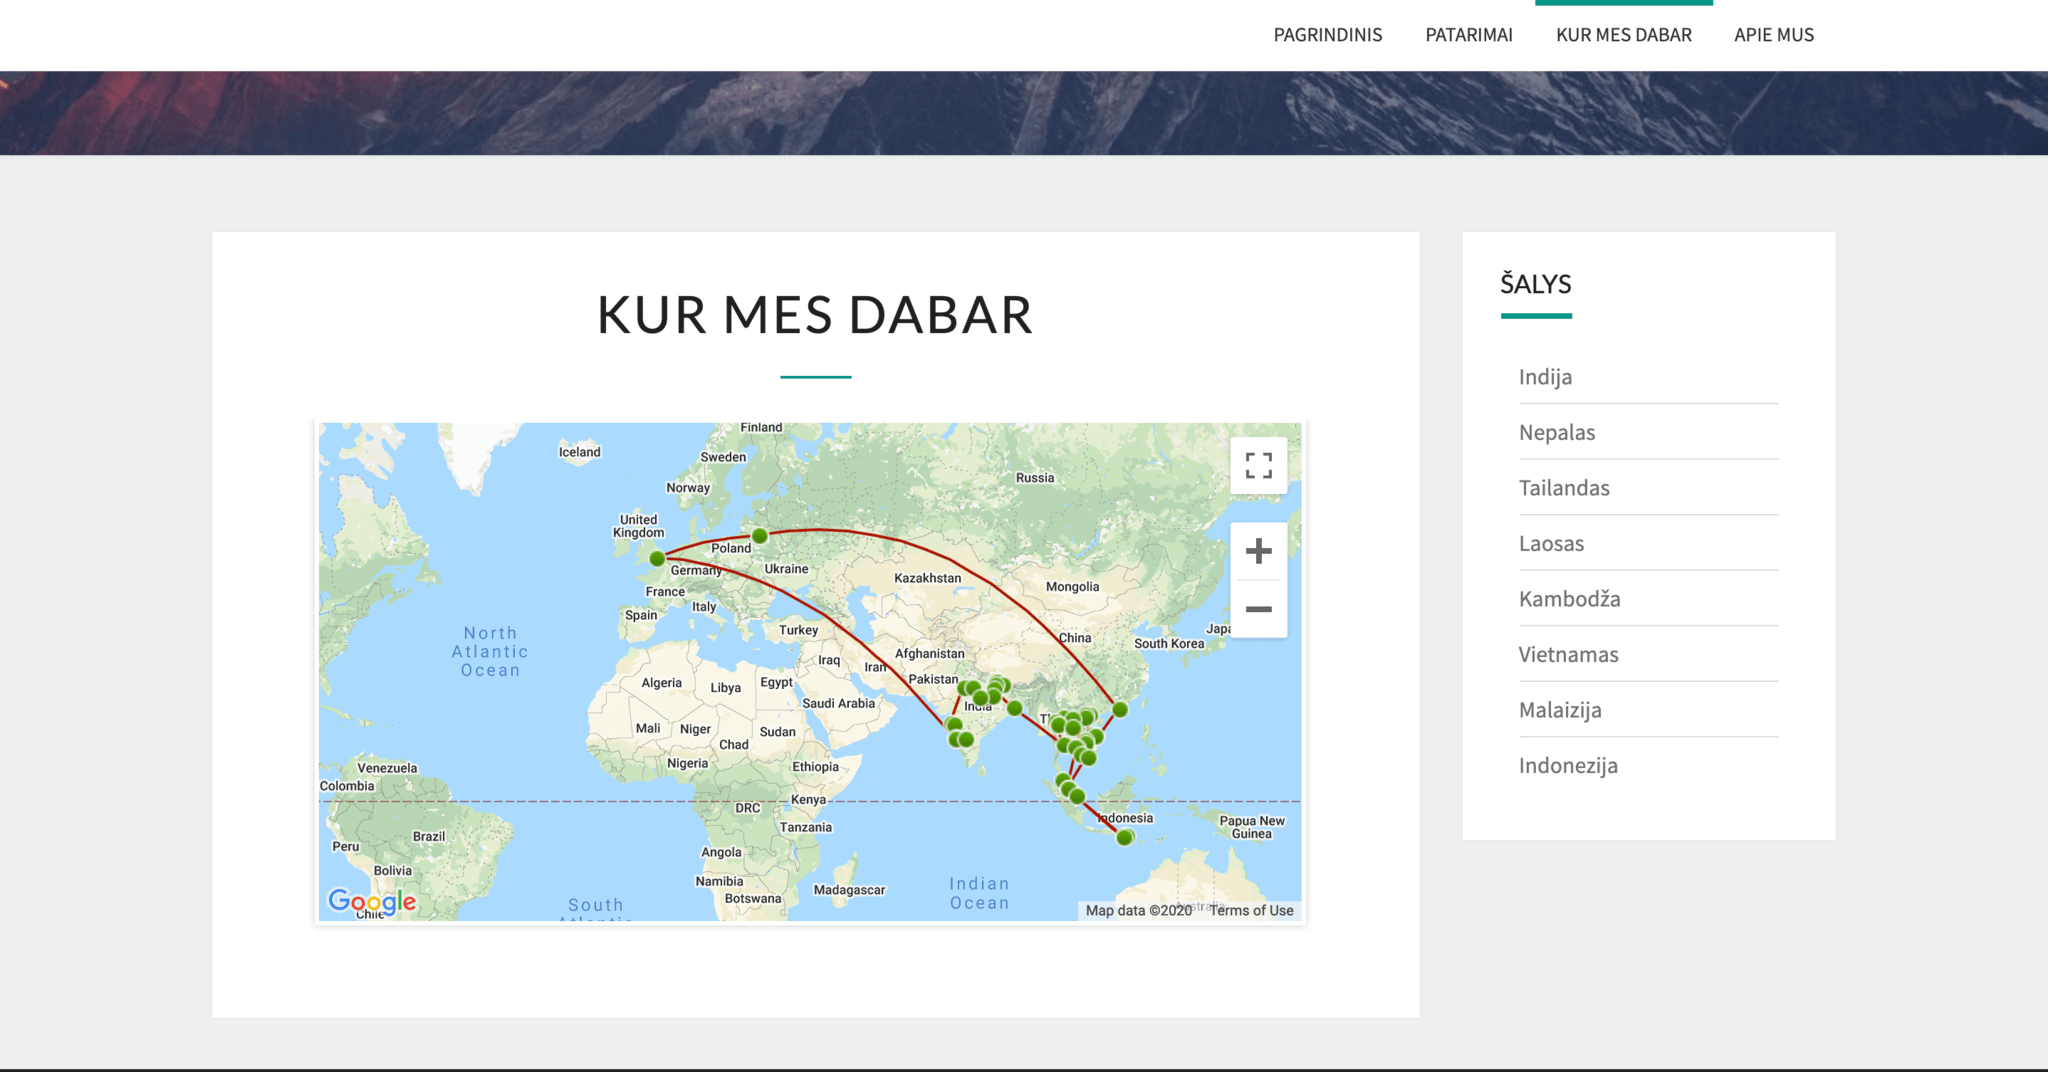 PAGRINDINIS PATARIMAI KUR MES DABAR APIE MUS
KUR MES DABAR
Finland
Iceland
Sweden
Russia
Norway
United
Kingdom
Poland
Germany
Ukraine
Kazakhstan
Mongolia
France
Italy
Spain
Turkey
China
Japa
South Korea
North
Atlantic
Ocean
Afghanistan
Iraq
Iran
Pakistan
Algeria
Libya
Egypt
Saudi Arabia
India
Th
Mali
Niger
Sudan
Chad
Nigeria
Ethiopia
Venezuela
Colombia
Kenya
DRC
Indonesia
Papua New
Guinea
Tanzania
Brazil
Peru
Angola
Bolivia
Namibia
Botswana
Madagascar
Indian
Ocean
South
Atlantic
Google
Chile
Australia
Map data ©2020 Terms of Use
ŠALYS
Indija
Nepalas
Tailandas
Laosas
Kambodža
Vietnamas
Malaizija
Indonezija